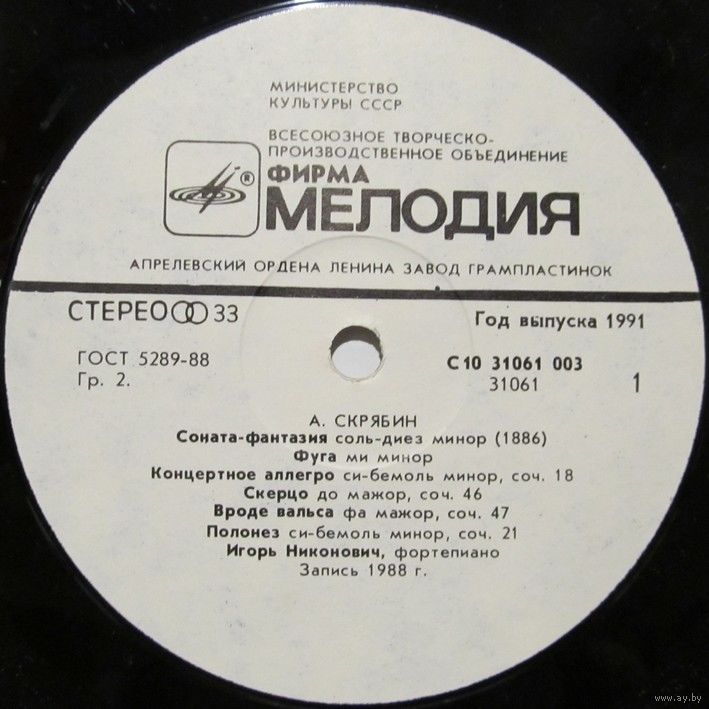 МИНИСТЕРСТВО
КУЛЬТУРЫ СССР
ВСЕСОЮЗНОЕ ТВОРЧЕСКО-
ПРОИЗВОДСТВЕННОЕ ОБЪЕДИНЕНИЕ
®
ФИРМА
МЕЛОДИЯ
АПРЕЛЕВСКИЙ ОРДЕНА ЛЕНИНА ЗАВОД ГРАМПЛАСТИНОК
СТЕРЕО 33
Год выпуска 1991
ГОСТ 5289-88
Гр. 2.
С10 31061 003
31061
1
А. СКРЯБИН
Соната-фантазия соль-диез минор (1886)
Фуга ми минор
Концертное аллегро си-бемоль минор, соч. 18
Скерцо до мажор, соч. 46
Вроде вальса фа мажор, соч. 47
Полонез си-бемоль минор, соч. 21
Игорь Никонович, фортепиано
Запись 1988 г.
www.ay.by